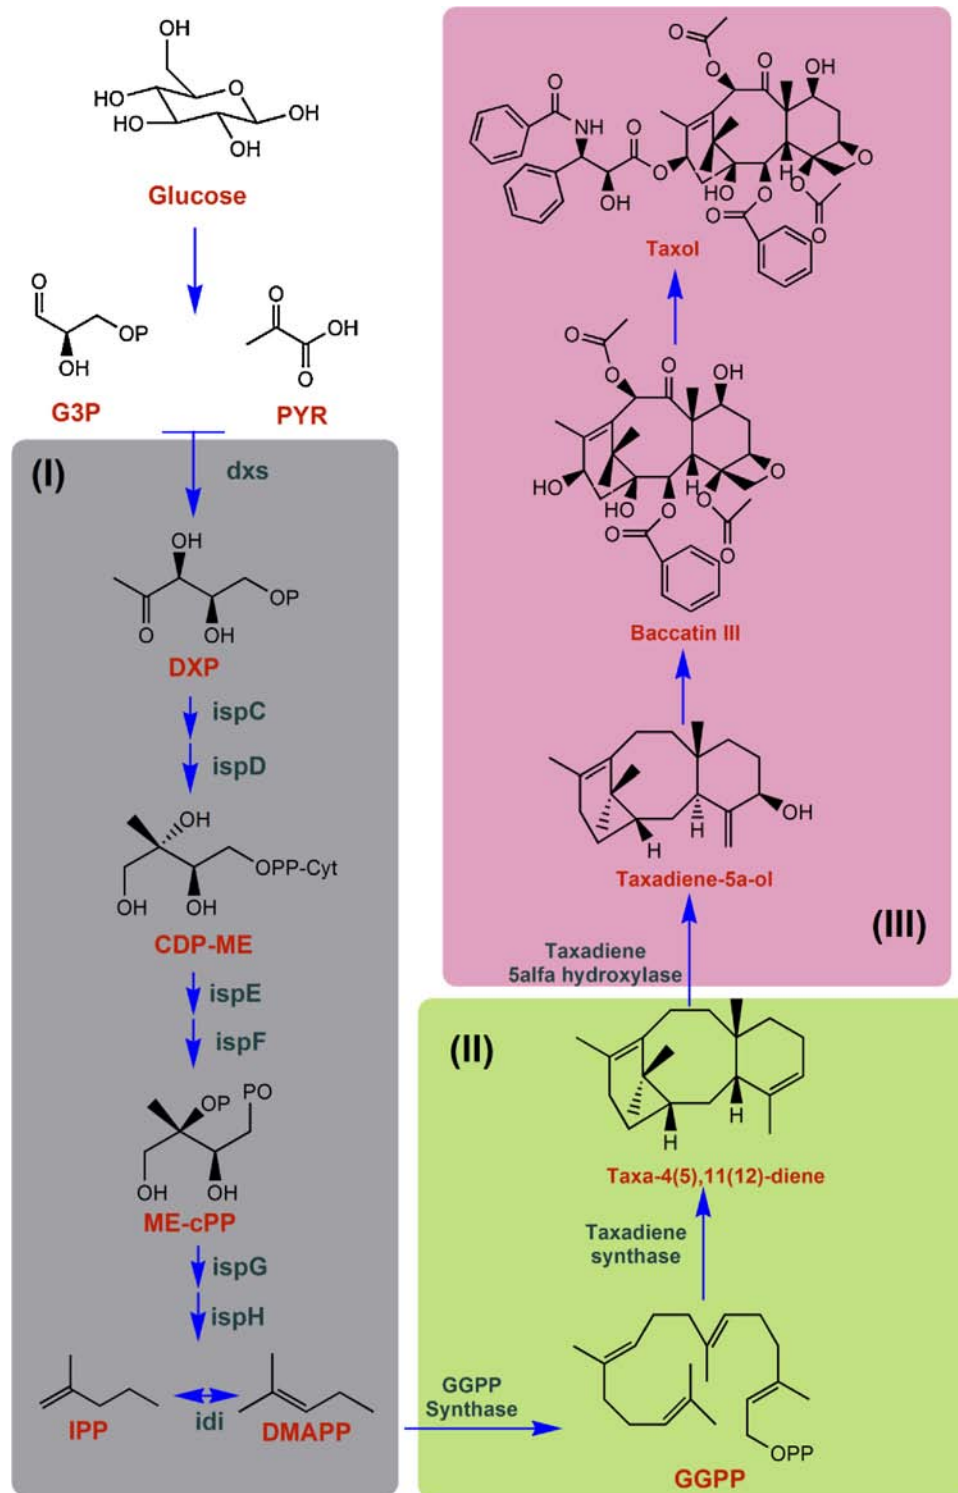 OH
HO
O
HO
OH
OH
Glucose
O
OP
OH
G3P
O
OH
O
PYR
(I)
dxs
OH
O
OH
OP
DXP
ispC
ispD
OH
OPP-Cyt
OH
OH
CDP-ME
ispE
ispF
PO
OP
OH
OH
ME-cPP
ispG
ispH
IPP
idi
DMAPP
GGPP
Synthase
OPP
GGPP
Taxadiene
synthase
(II)
H
H
Taxa-4(5),11(12)-diene
Taxadiene
5alfa hydroxylase
(III)
OH
H
H
Taxadiene-5a-ol
O
O
O
OH
HO
HO
O
H
O
O
O
O
Baccatin III
O
O
O
OH
O
NH
O
O
OH
HO
O
H
O
O
O
O
Taxol